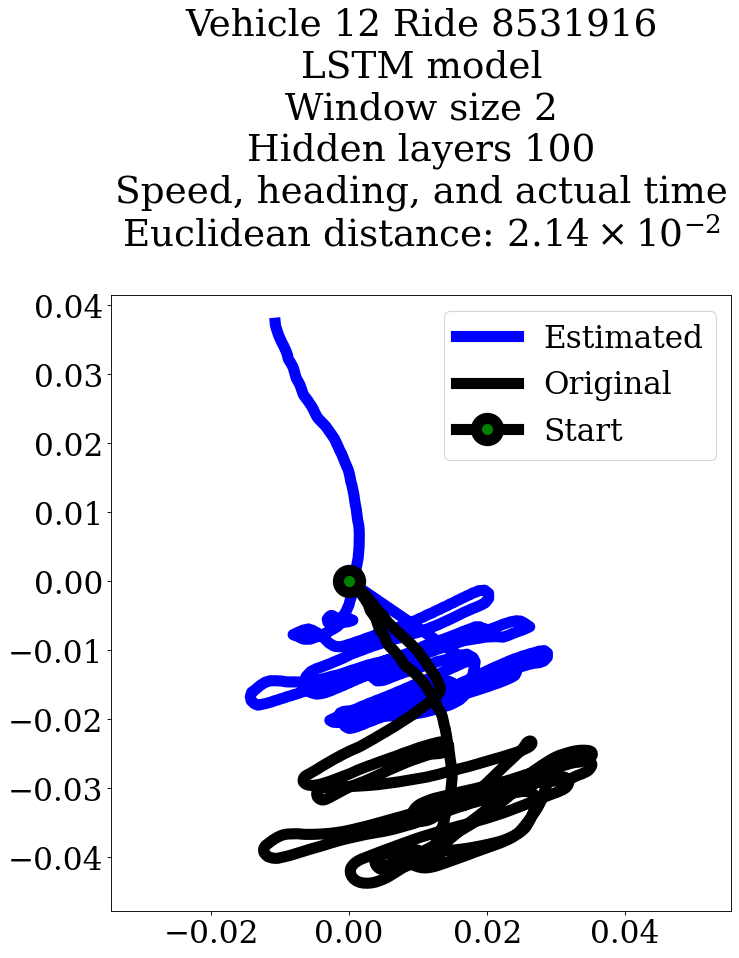 Vehicle 12 Ride 8531916
LSTM model
Window size 2
Hidden layers 100
Speed, heading, and actual time
Euclidean distance: 2.14 × 10⁻²
Estimated
Original
Start
0.04
0.03
0.02
0.01
0.00
−0.01
−0.02
−0.03
−0.04
−0.02 0.00 0.02 0.04